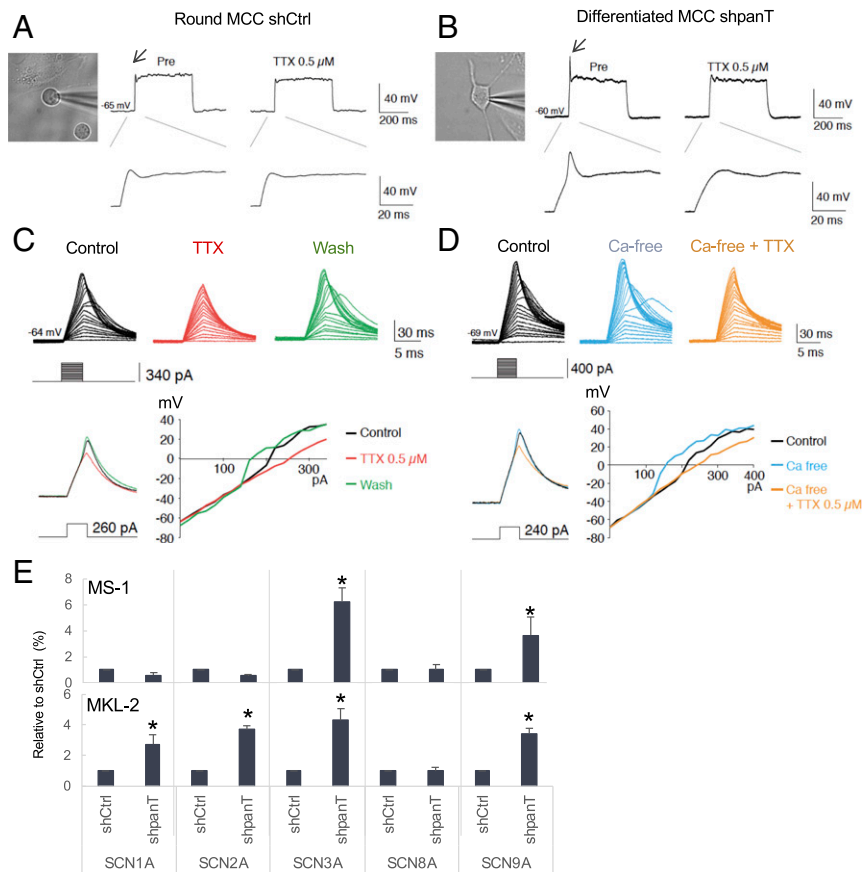 A
Round MCC shCtrl
Pre
TTX 0.5 µM
-65 mV
40 mV
200 ms
40 mV
20 ms
B
Differentiated MCC shpanT
Pre
TTX 0.5 µM
-60 mV
40 mV
200 ms
40 mV
20 ms
C
Control
TTX
Wash
-64 mV
30 ms
5 ms
340 pA
260 pA
mV
40
20
0
-20
-40
-60
-80
100
300
pA
Control
TTX 0.5 µM
Wash
D
Control
Ca-free
Ca-free + TTX
-69 mV
30 ms
5 ms
400 pA
240 pA
mV
60
40
20
0
-20
-40
-60
-80
100
200
300
400
pA
Control
Ca free
Ca free
+ TTX 0.5 µM
E
Relative to shCtrl (%)
MS-1
8
6
4
2
0
*
*
MKL-2
6
4
2
0
*
*
*
*
shCtrl
shpanT
shCtrl
shpanT
shCtrl
shpanT
shCtrl
shpanT
shCtrl
shpanT
SCN1A
SCN2A
SCN3A
SCN8A
SCN9A